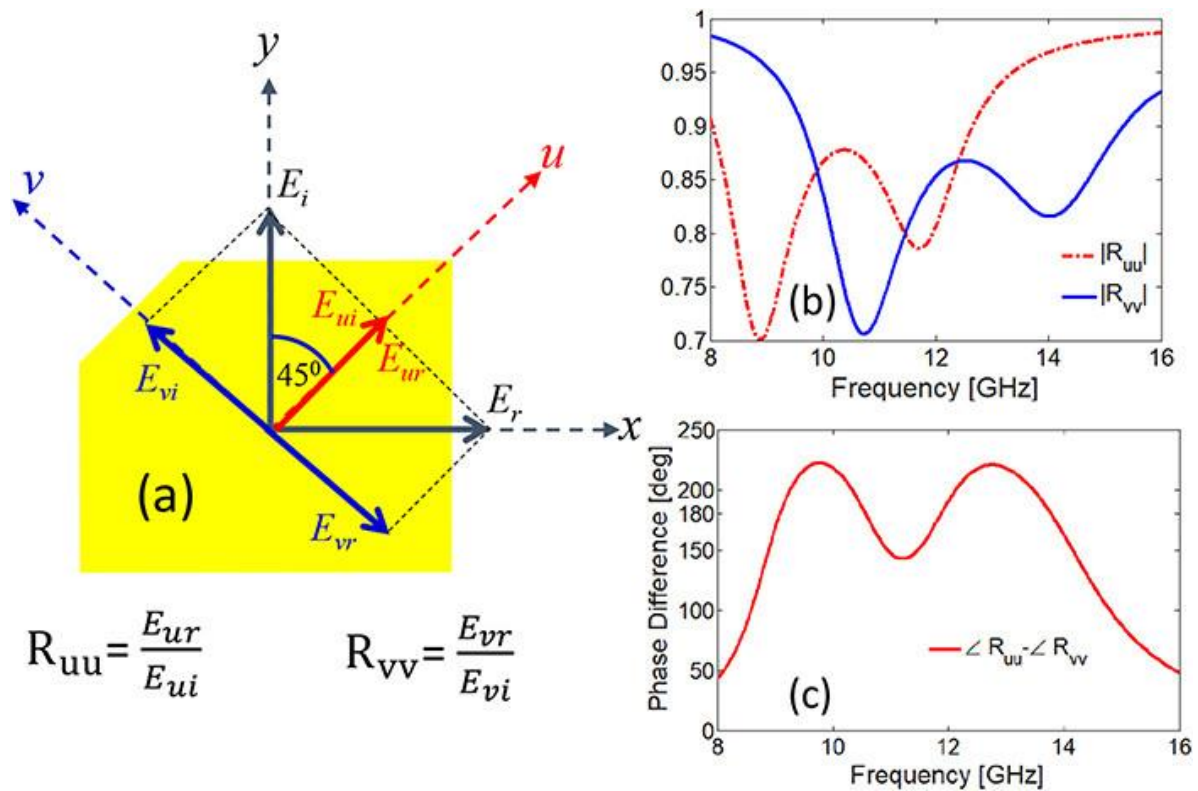 y
u
v
E_i
E_ui
E_ur
45⁰
E_vi
E_r
x
(a)
E_vr
R_uu = E_ur / E_ui
R_vv = E_vr / E_vi
1
0.95
0.9
0.85
0.8
0.75
0.7
|R_uu|
|R_vv|
(b)
8 10 12 14 16
Frequency [GHz]
250
200
180
150
100
50
0
Phase Difference [deg]
∠ R_uu-∠ R_vv
(c)
8 10 12 14 16
Frequency [GHz]